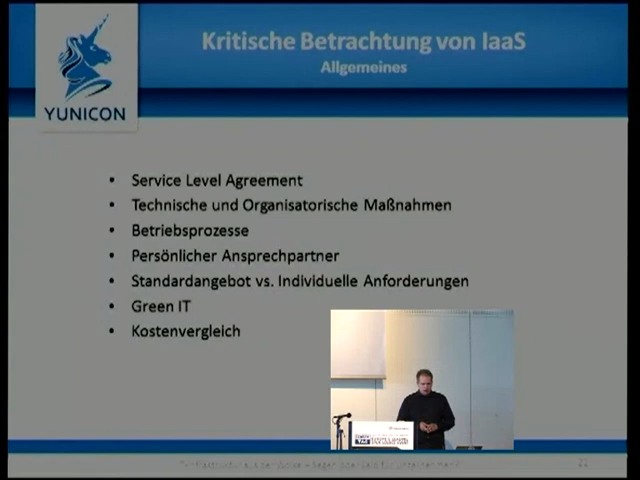 YUNICON
Kritische Betrachtung von IaaS
Allgemeines
• Service Level Agreement
• Technische und Organisatorische Maßnahmen
• Betriebsprozesse
• Persönlicher Ansprechpartner
• Standardangebot vs. Individuelle Anforderungen
• Green IT
• Kostenvergleich